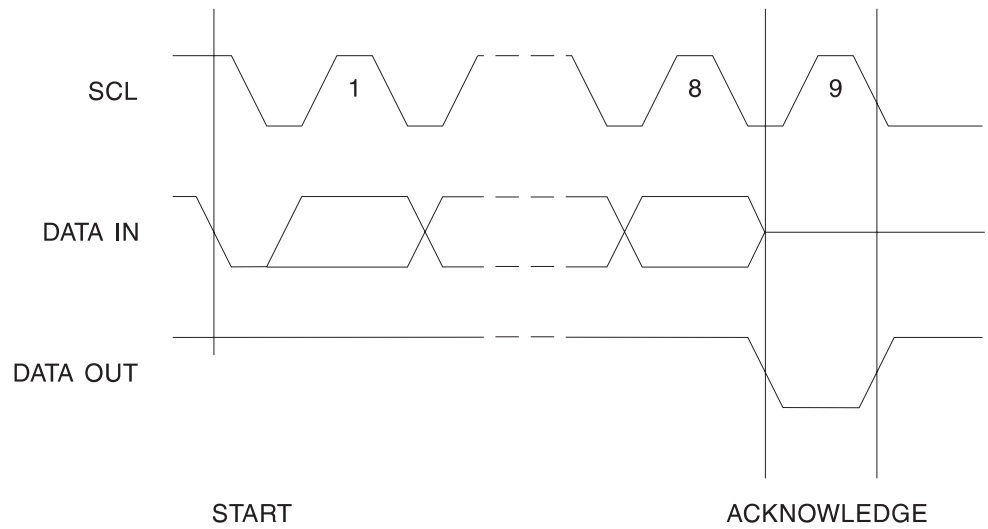 SCL
1
8
9
DATA IN
DATA OUT
START
ACKNOWLEDGE